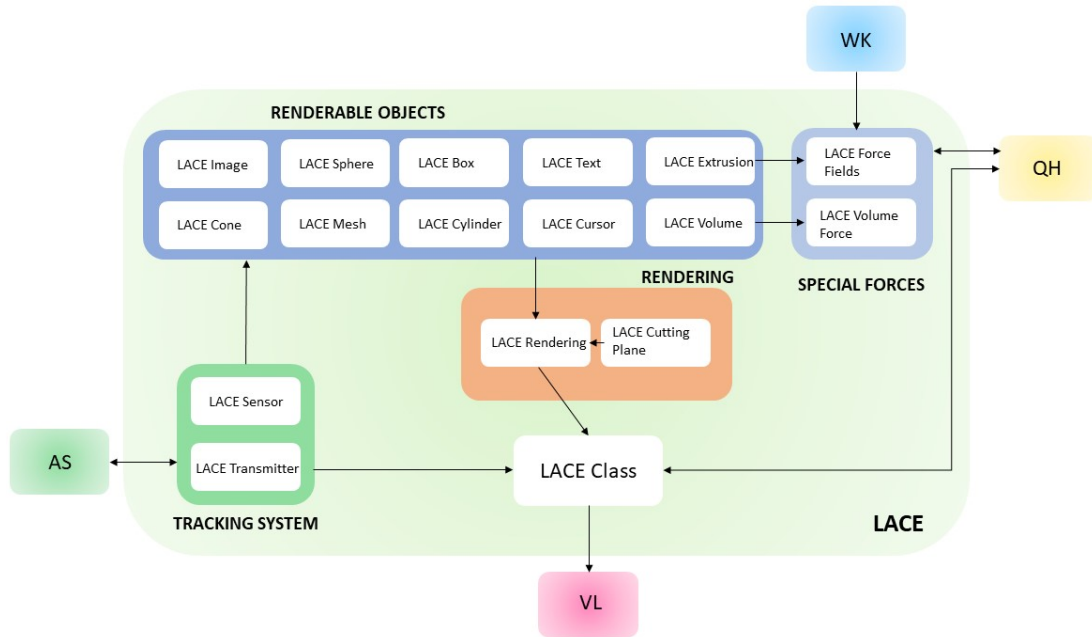 WK
RENDERABLE OBJECTS
LACE Image
LACE Sphere
LACE Box
LACE Text
LACE Extrusion
LACE Force
Fields
QH
LACE Cone
LACE Mesh
LACE Cylinder
LACE Cursor
LACE Volume
LACE Volume
Force
RENDERING
SPECIAL FORCES
LACE Rendering
LACE Cutting
Plane
LACE Sensor
AS
LACE Transmitter
LACE Class
TRACKING SYSTEM
LACE
VL